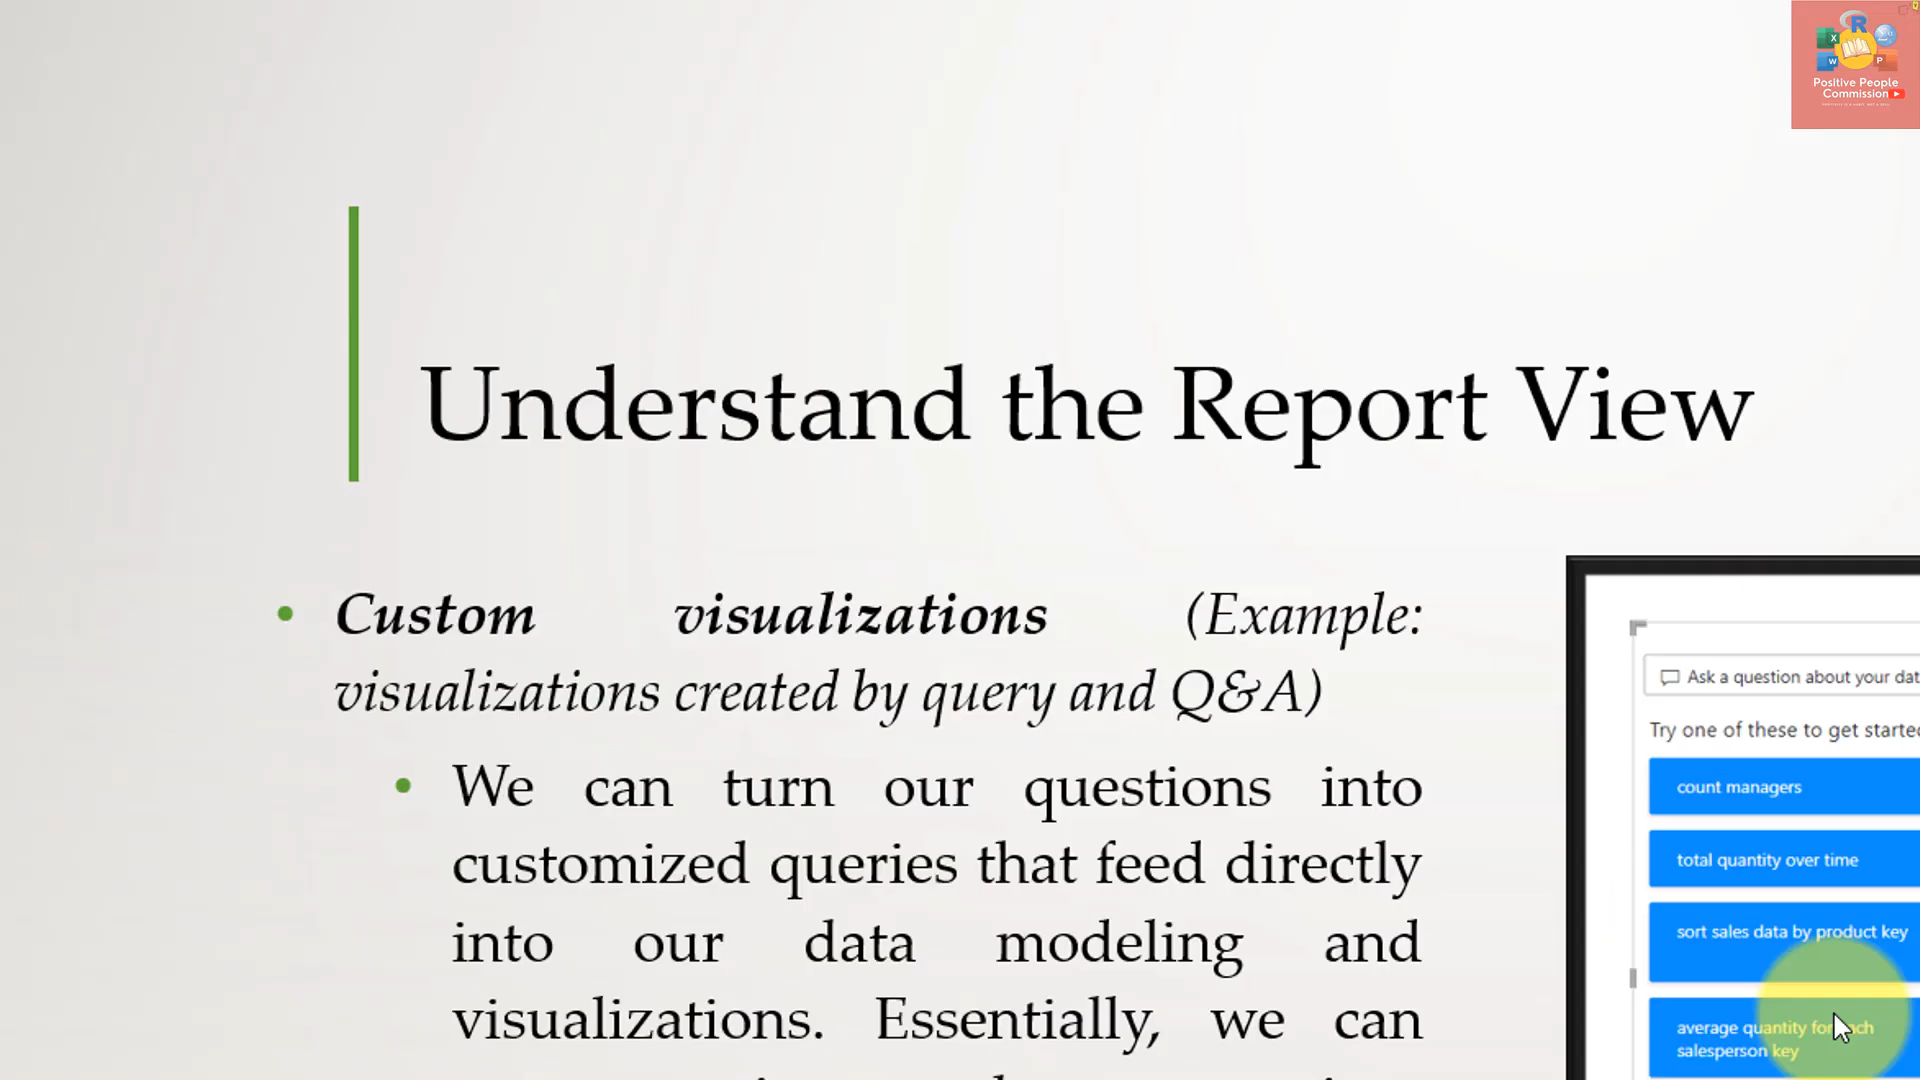 Positive People
Commission
Understand the Report View
Custom visualizations (Example:
visualizations created by query and Q&A)
We can turn our questions into
customized queries that feed directly
into our data modeling and
visualizations. Essentially, we can
Ask a question about your dat
Try one of these to get starte
count managers
total quantity over time
sort sales data by product key
average quantity for each
salesperson key